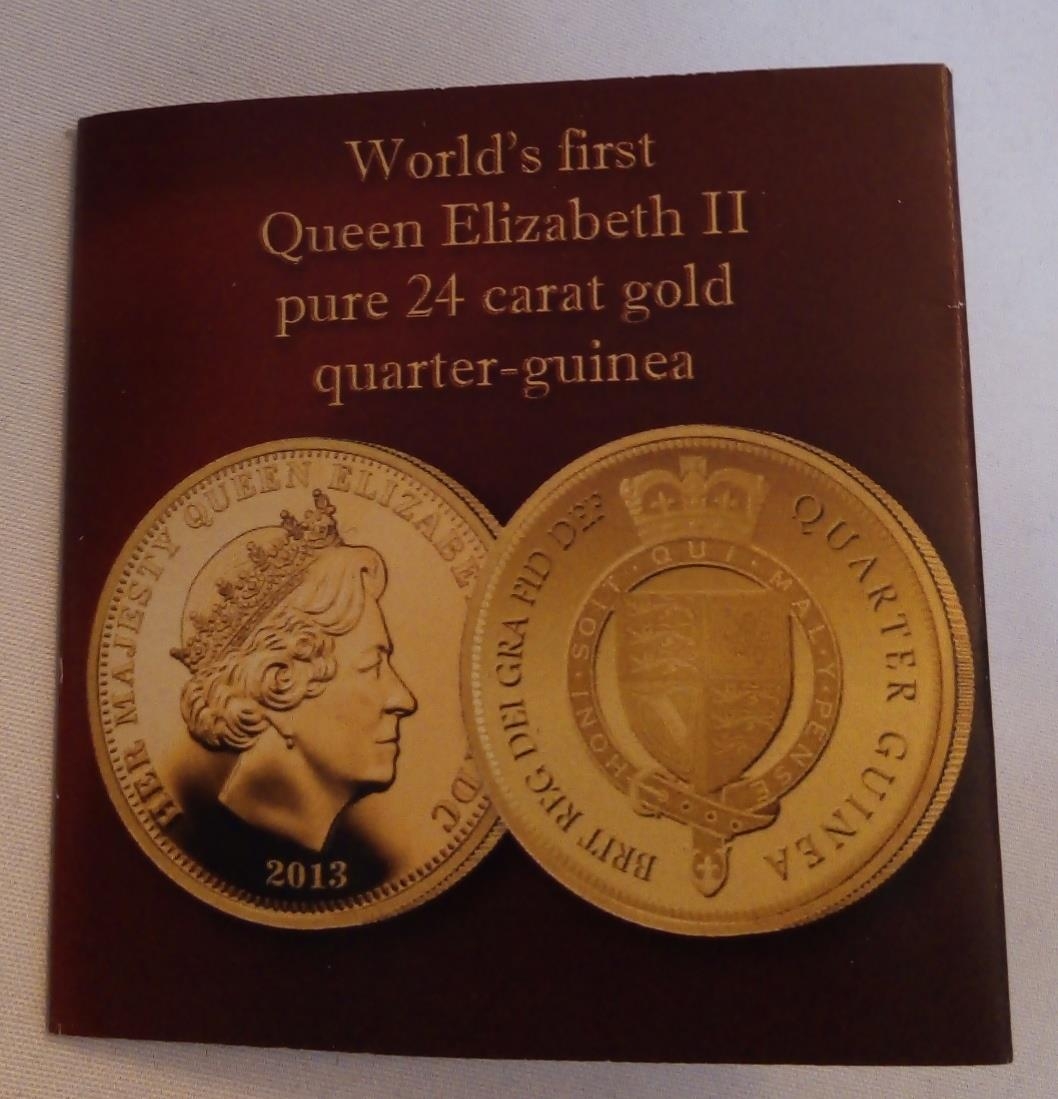 World's first
Queen Elizabeth II
pure 24 carat gold
quarter-guinea
HER MAJESTY QUEEN ELIZABE
TDC
2013
BRIT REG DEI GRA FID DEF
QUARTER GUINEA
HONI · SOIT · QUI · MAL · Y · PENSE